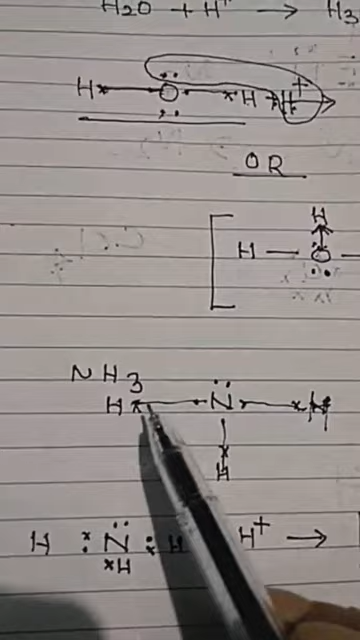 H2O + H+ → H3
H × — O — × H + H+ →
OR
[ H — O —
H
NH3
H × — N — × H
×
H
H ×• N ו H H+ →
×H